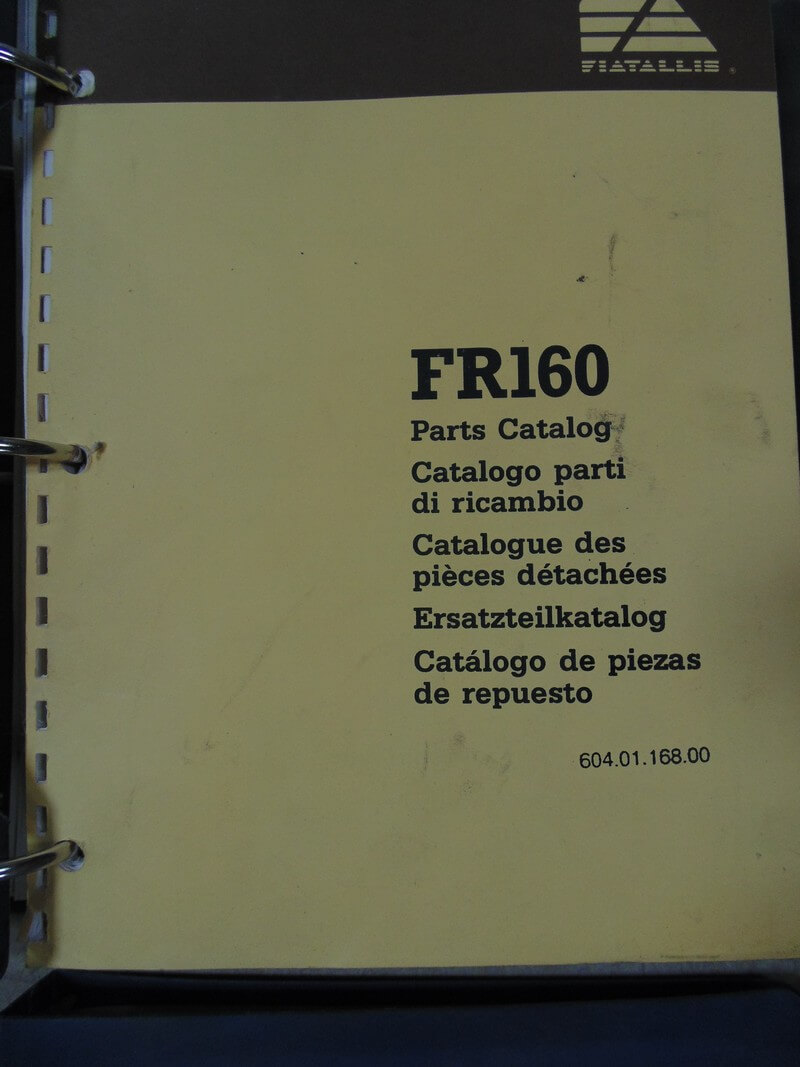 FIATALLIS
FR160
Parts Catalog
Catalogo parti
di ricambio
Catalogue des
pièces détachées
Ersatzteilkatalog
Catálogo de piezas
de repuesto
604.01.168.00